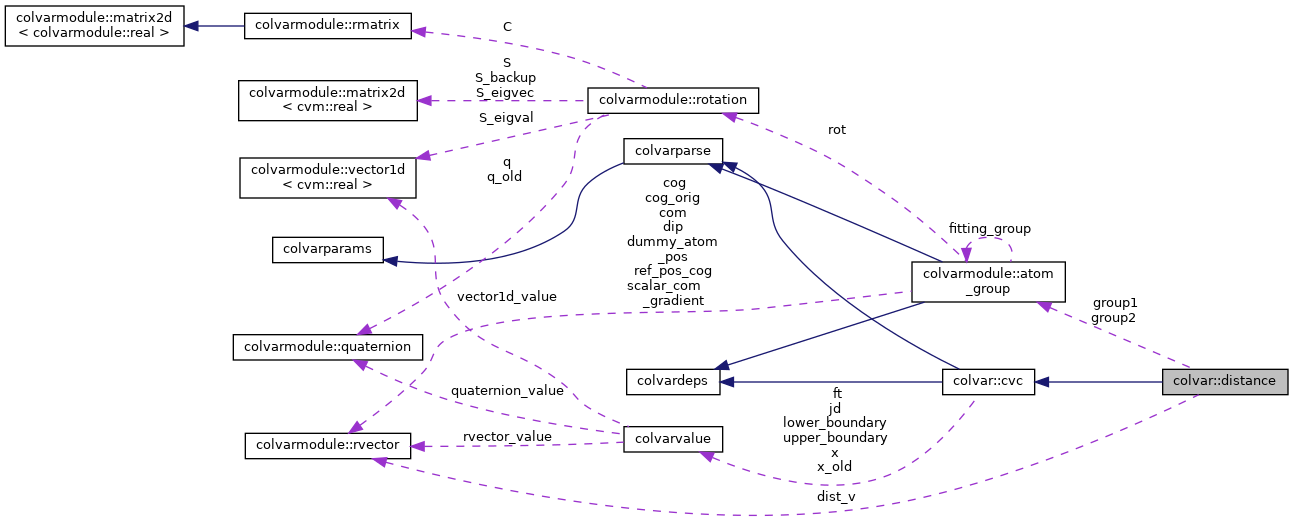 colvarmodule::matrix2d
< colvarmodule::real >
colvarmodule::rmatrix
C
S
S_backup
S_eigvec
colvarmodule::matrix2d
< cvm::real >
colvarmodule::rotation
S_eigval
rot
colvarparse
q
q_old
colvarmodule::vector1d
< cvm::real >
cog
cog_orig
com
dip
dummy_atom
_pos
ref_pos_cog
scalar_com
_gradient
fitting_group
colvarparams
colvarmodule::atom
_group
vector1d_value
group1
group2
colvarmodule::quaternion
colvardeps
colvar::cvc
colvar::distance
quaternion_value
ft
jd
lower_boundary
upper_boundary
x
x_old
colvarmodule::rvector
rvector_value
colvarvalue
dist_v